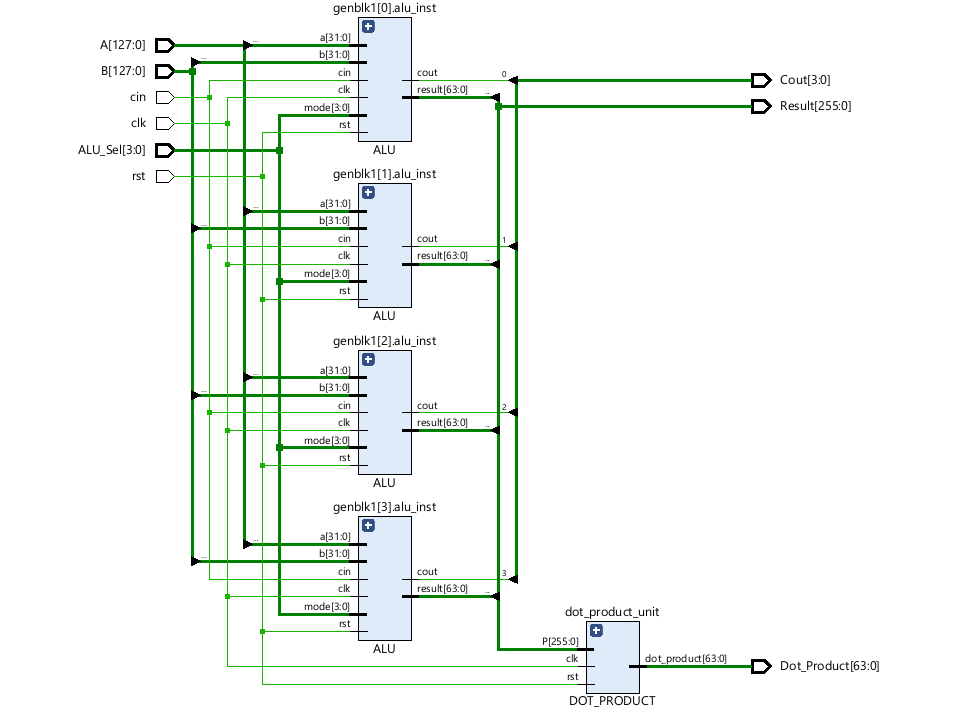 genblk1[0].alu_inst
A[127:0]
B[127:0]
cin
clk
ALU_Sel[3:0]
rst
a[31:0]
b[31:0]
cin
clk
mode[3:0]
rst
cout
result[63:0]
0
...
...
...
ALU
Cout[3:0]
Result[255:0]
genblk1[1].alu_inst
a[31:0]
b[31:0]
cin
clk
mode[3:0]
rst
cout
result[63:0]
1
...
...
...
ALU
genblk1[2].alu_inst
a[31:0]
b[31:0]
cin
clk
mode[3:0]
rst
cout
result[63:0]
2
...
...
...
ALU
genblk1[3].alu_inst
a[31:0]
b[31:0]
cin
clk
mode[3:0]
rst
cout
result[63:0]
3
...
...
...
ALU
dot_product_unit
P[255:0]
clk
rst
dot_product[63:0]
DOT_PRODUCT
Dot_Product[63:0]